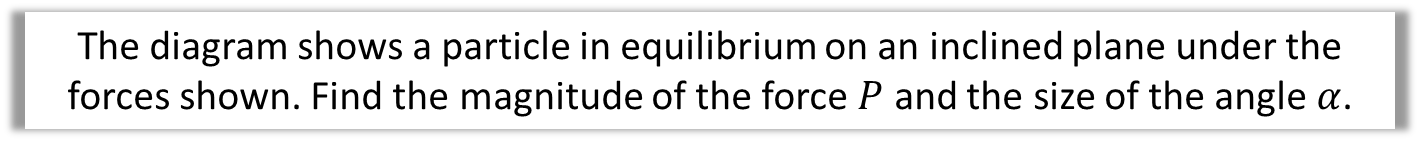 The diagram shows a particle in equilibrium on an inclined plane under the
forces shown. Find the magnitude of the force 𝑃 and the size of the angle 𝛼.